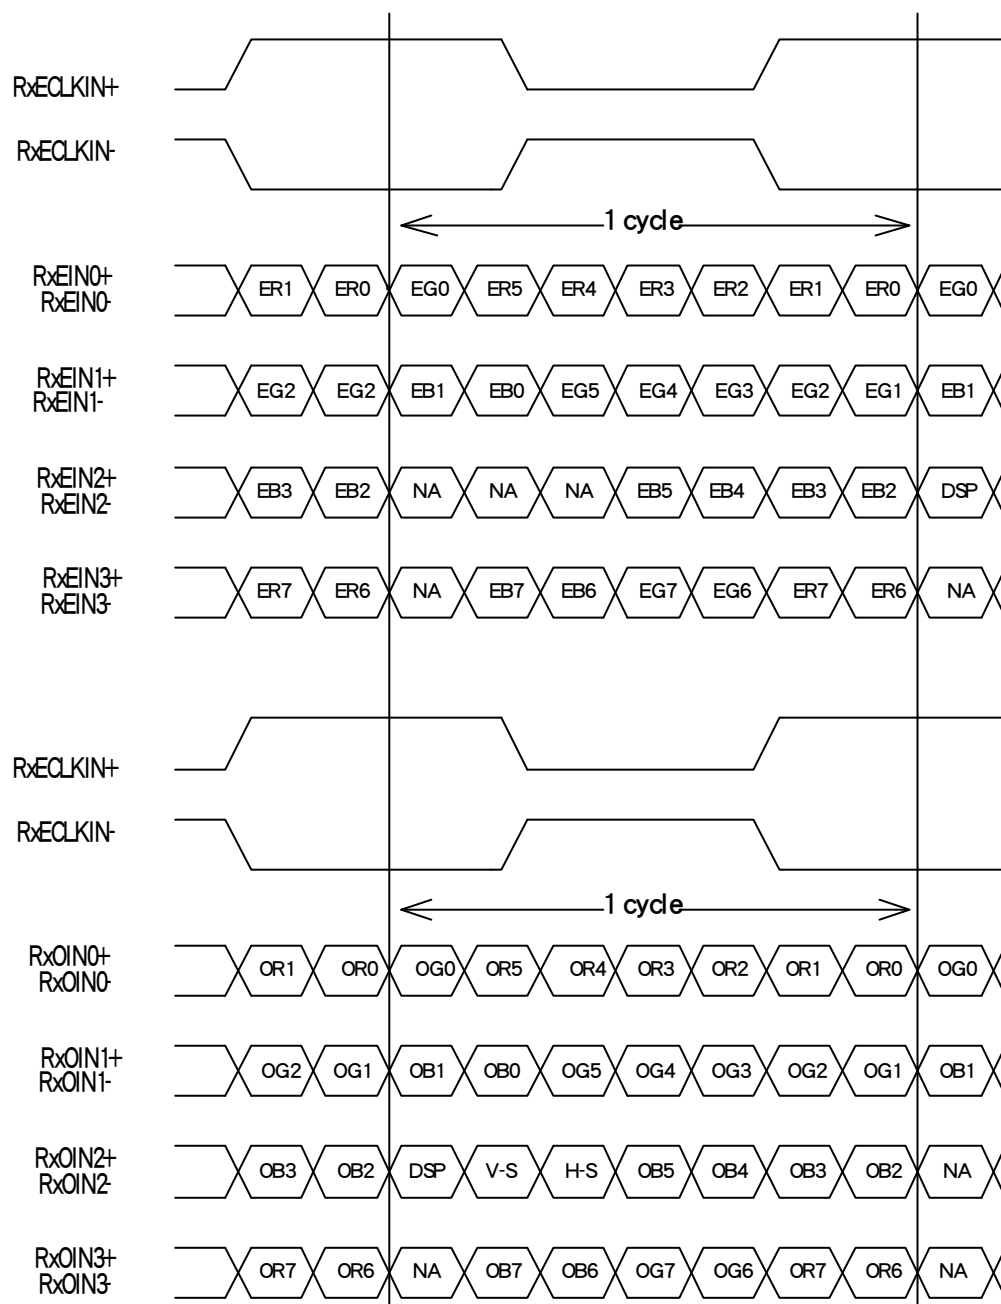 RxECLKIN+
RxECLKIN-
1 cycle
RxEIN0+
RxEIN0-
ER1 ER0 EG0 ER5 ER4 ER3 ER2 ER1 ER0 EG0
RxEIN1+
RxEIN1-
EG2 EG2 EB1 EB0 EG5 EG4 EG3 EG2 EG1 EB1
RxEIN2+
RxEIN2-
EB3 EB2 NA NA NA EB5 EB4 EB3 EB2 DSP
RxEIN3+
RxEIN3-
ER7 ER6 NA EB7 EB6 EG7 EG6 ER7 ER6 NA
RxECLKIN+
RxECLKIN-
1 cycle
RxOIN0+
RxOIN0-
OR1 OR0 OG0 OR5 OR4 OR3 OR2 OR1 OR0 OG0
RxOIN1+
RxOIN1-
OG2 OG1 OB1 OB0 OG5 OG4 OG3 OG2 OG1 OB1
RxOIN2+
RxOIN2-
OB3 OB2 DSP V-S H-S OB5 OB4 OB3 OB2 NA
RxOIN3+
RxOIN3-
OR7 OR6 NA OB7 OB6 OG7 OG6 OR7 OR6 NA